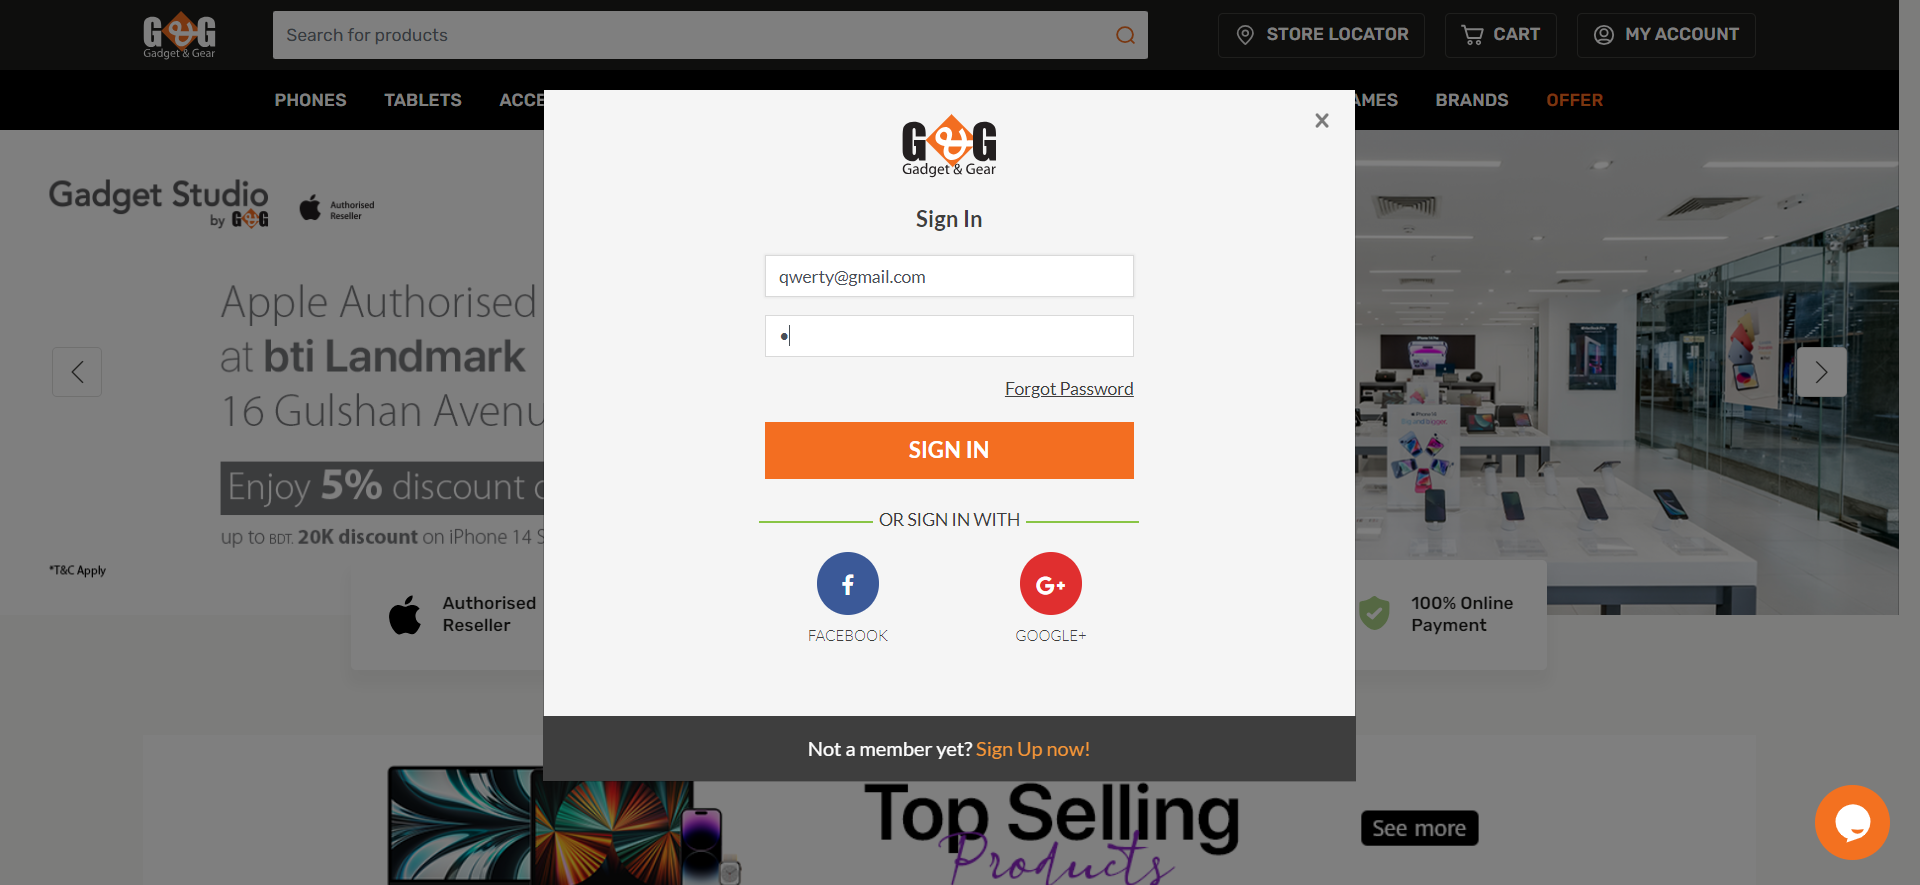 G&G
Gadget & Gear
Search for products
STORE LOCATOR
CART
MY ACCOUNT
PHONES
TABLETS
ACCE
AMES
BRANDS
OFFER
Gadget Studio
by G&G
Authorised
Reseller
Apple Authorised
at bti Landmark
16 Gulshan Avenu
Enjoy 5% discount
up to BDT. 20K discount on iPhone 14 S
*T&C Apply
Authorised
Reseller
100% Online
Payment
G&G
Gadget & Gear
x
Sign In
qwerty@gmail.com
Forgot Password
SIGN IN
OR SIGN IN WITH
f
G+
FACEBOOK
GOOGLE+
Not a member yet? Sign Up now!
Top Selling
Products
See more